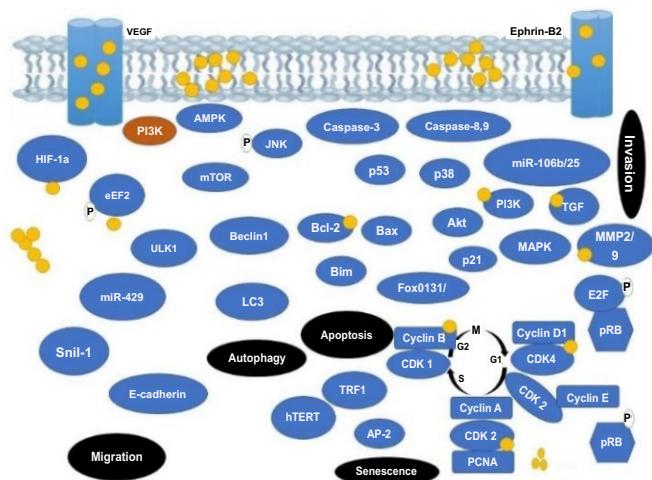 VEGF
Ephrin-B2
PI3K
AMPK
P
JNK
Caspase-3
Caspase-8,9
Invasion
HIF-1a
mTOR
p53
p38
miR-106b/25
eEF2
P
PI3K
TGF
ULK1
Beclin1
Bcl-2
Bax
Akt
MAPK
MMP2/
9
Bim
p21
miR-429
LC3
Fox0131/
E2F
P
pRB
Snil-1
Apoptosis
Autophagy
Cyclin B
CDK 1
M
G2
G1
S
Cyclin D1
CDK4
E-cadherin
TRF1
hTERT
AP-2
Cyclin A
CDK 2
PCNA
CDK 2
Cyclin E
P
pRB
Migration
Senescence